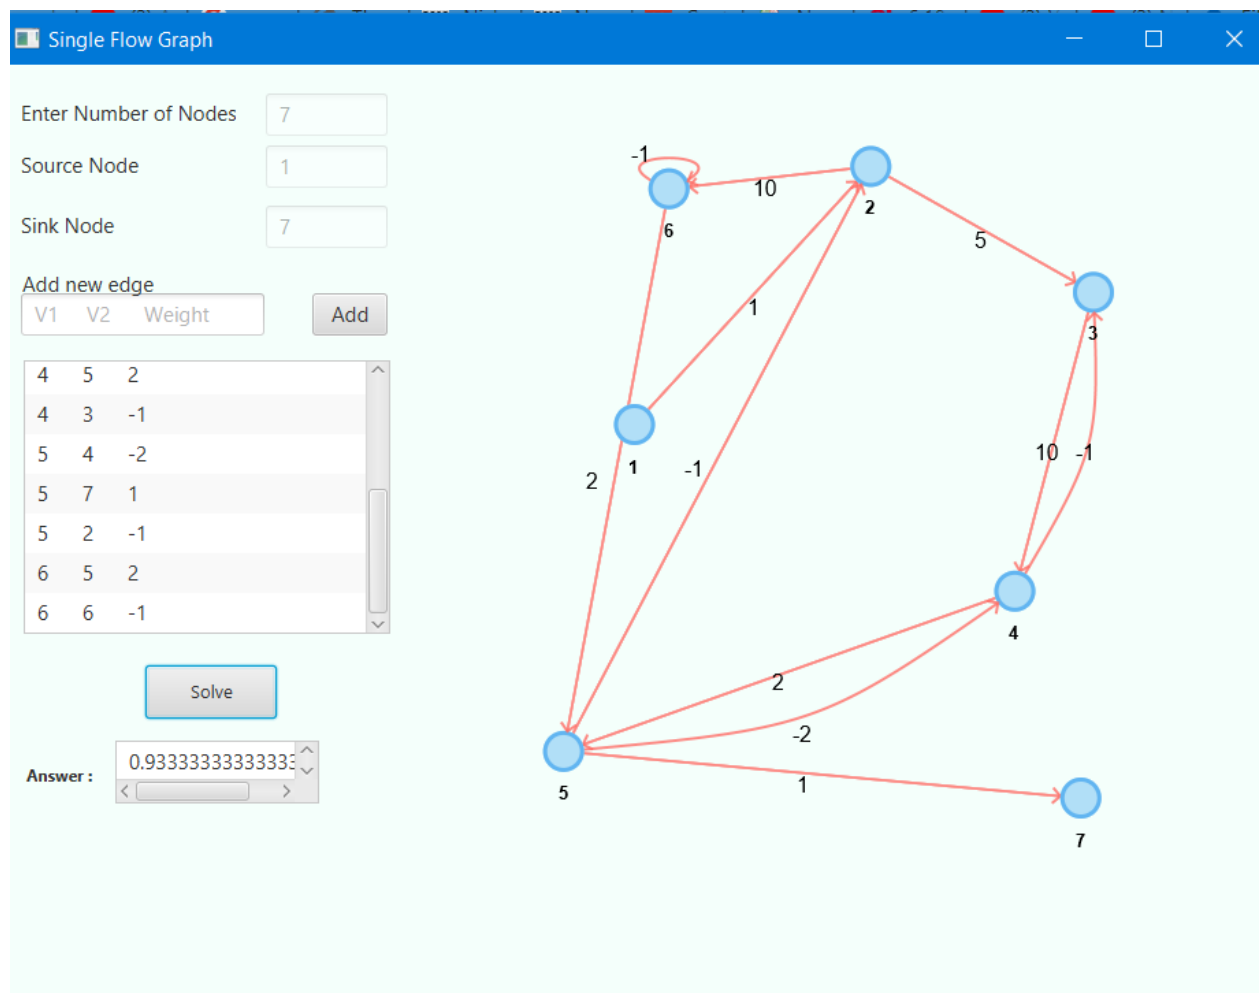 Single Flow Graph
Enter Number of Nodes 7
Source Node 1
Sink Node 7
Add new edge
V1 V2 Weight Add
4 5 2
4 3 -1
5 4 -2
5 7 1
5 2 -1
6 5 2
6 6 -1
Solve
Answer : 0.93333333333333
-1
10
2
6
5
1
3
1
2
-1
10
-1
4
2
-2
5
1
7